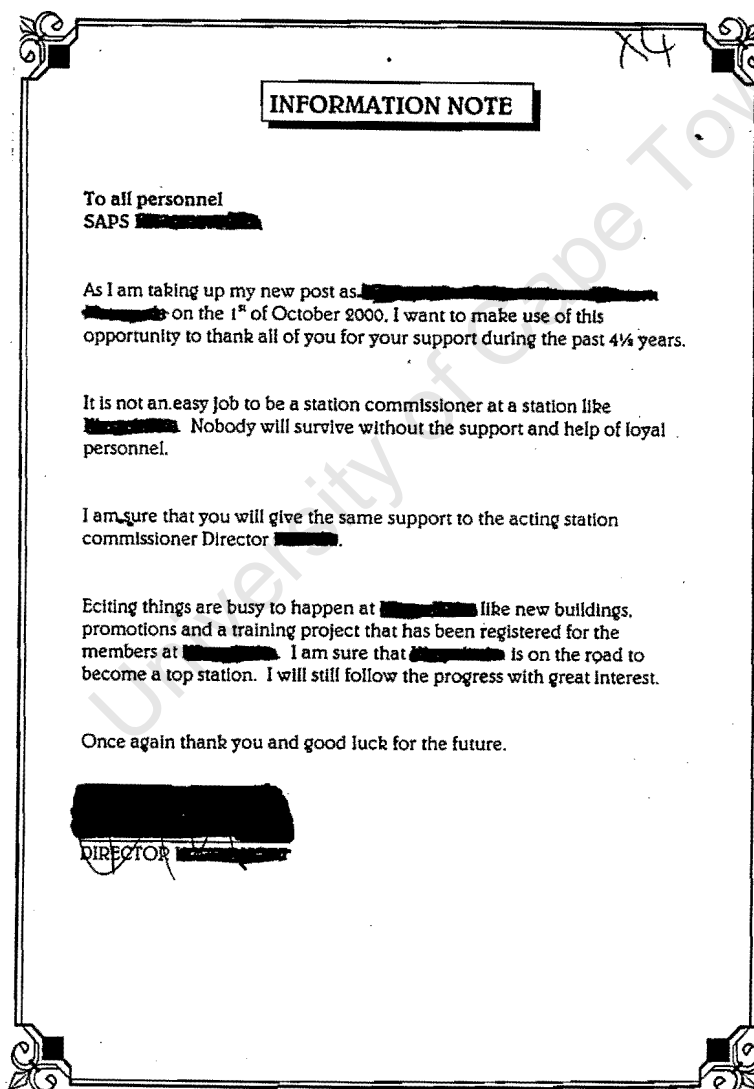 X4
INFORMATION NOTE
To all personnel
SAPS
As I am taking up my new post as
on the 1st of October 2000. I want to make use of this
opportunity to thank all of you for your support during the past years.
It is not an easy job to be a station commissioner at a station like
Nobody will survive without the support and help of loyal
personnel.
I am sure that you will give the same support to the acting station
commissioner Director .
Eciting things are busy to happen at like new buildings,
promotions and a training project that has been registered for the
members at . I am sure that is on the road to
become a top station. I will still follow the progress with great interest.
Once again thank you and good luck for the future.
DIRECTOR
University of Cape Tow